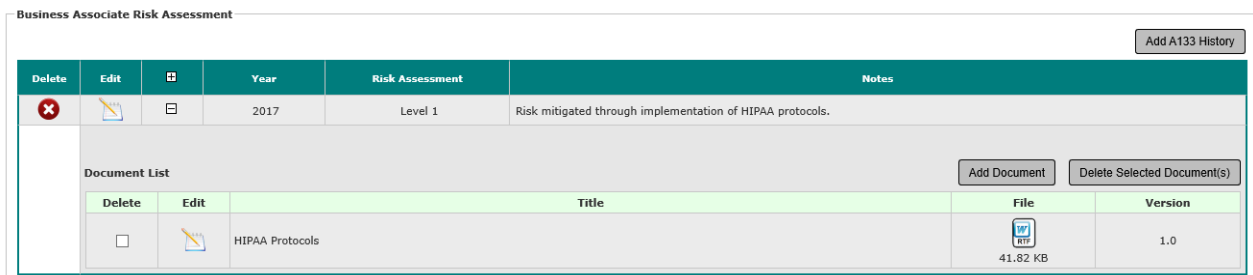 Business Associate Risk Assessment
Add A133 History
Delete Edit Year Risk Assessment Notes
2017 Level 1 Risk mitigated through implementation of HIPAA protocols.
Document List Add Document Delete Selected Document(s)
Delete Edit Title File Version
HIPAA Protocols W RTF 1.0
41.82 KB